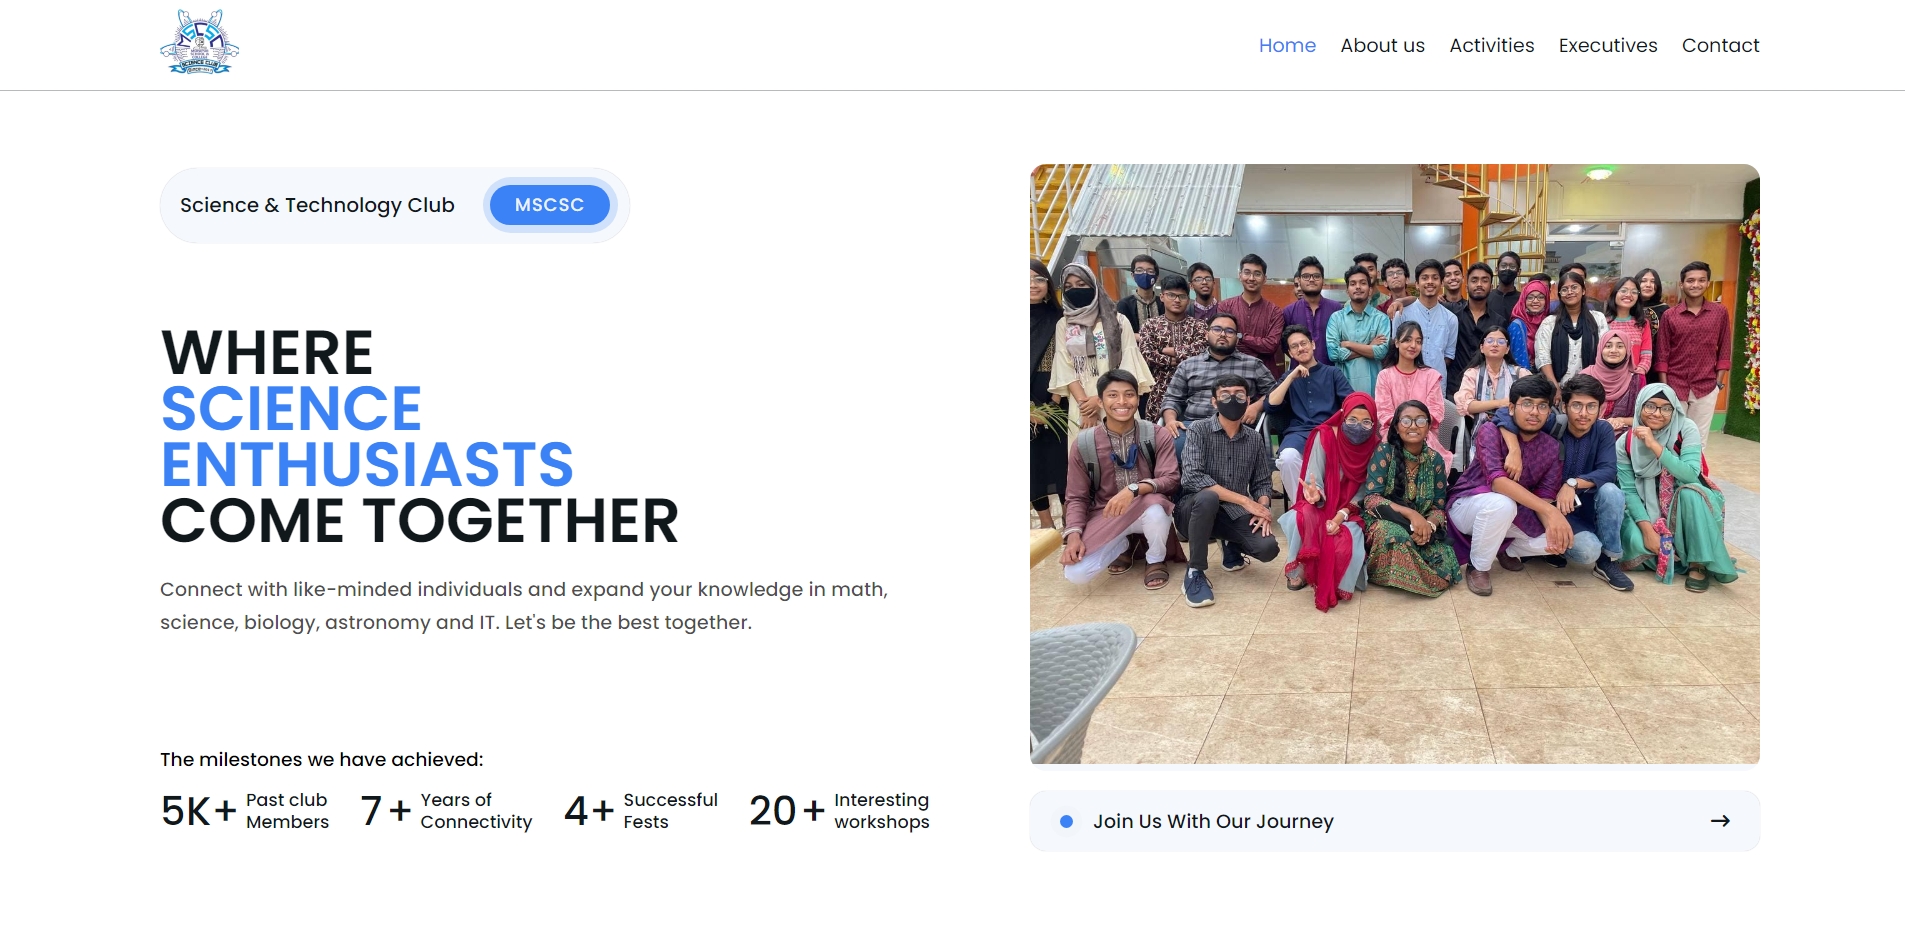 MSCSC
SCIENCE CLUB
Home
About us
Activities
Executives
Contact
Science & Technology Club
MSCSC
WHERE
SCIENCE
ENTHUSIASTS
COME TOGETHER
Connect with like-minded individuals and expand your knowledge in math,
science, biology, astronomy and IT. Let's be the best together.
The milestones we have achieved:
5K+ Past club
Members
7+ Years of
Connectivity
4+ Successful
Fests
20+ Interesting
workshops
Join Us With Our Journey